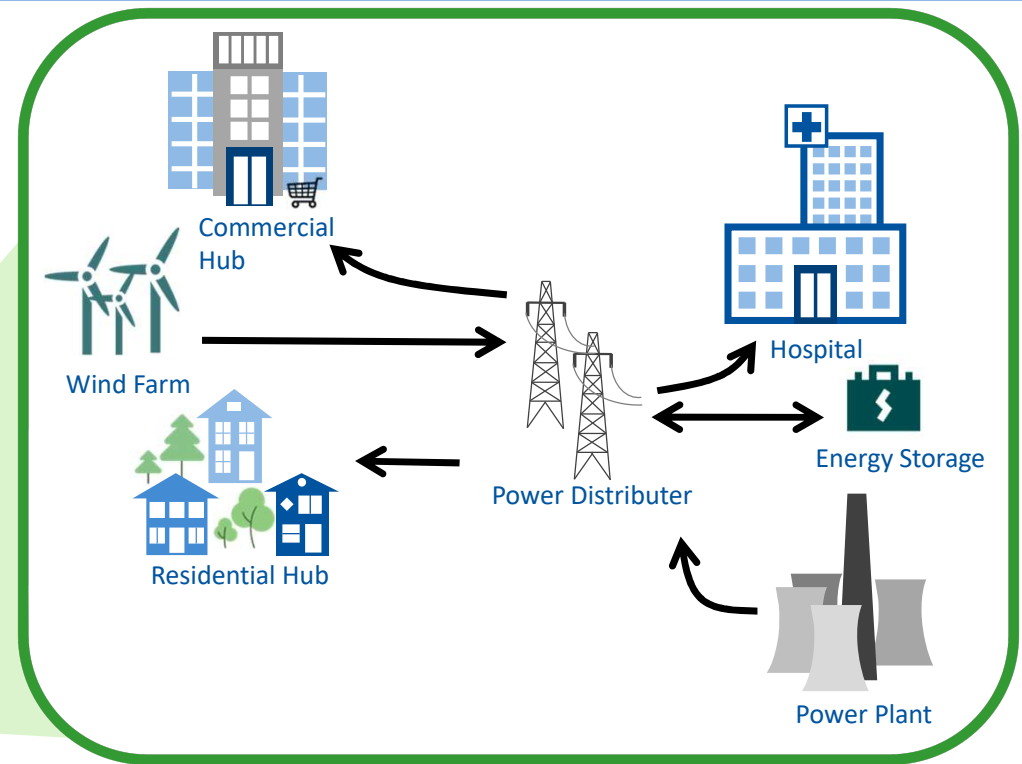 Commercial
Hub
Wind Farm
Hospital
Energy Storage
Power Distributer
Residential Hub
Power Plant